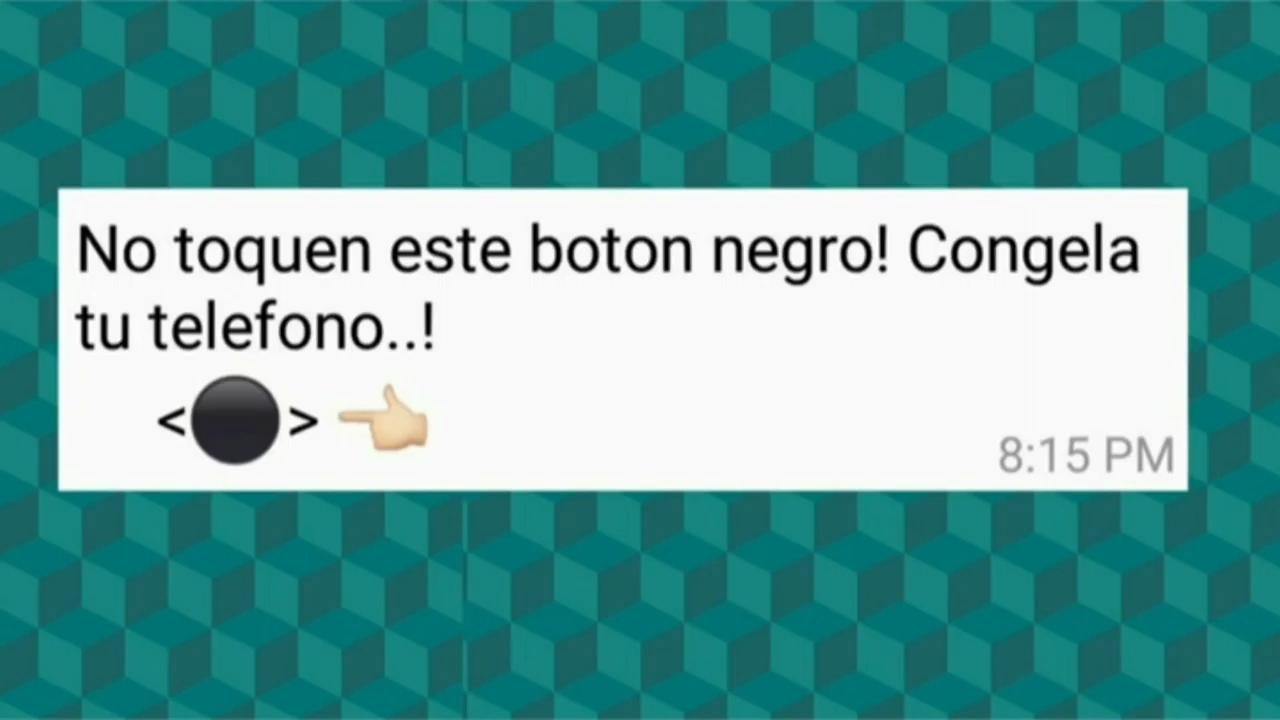 No toquen este boton negro! Congela
tu telefono..!
<⚫> 👈🏼
8:15 PM